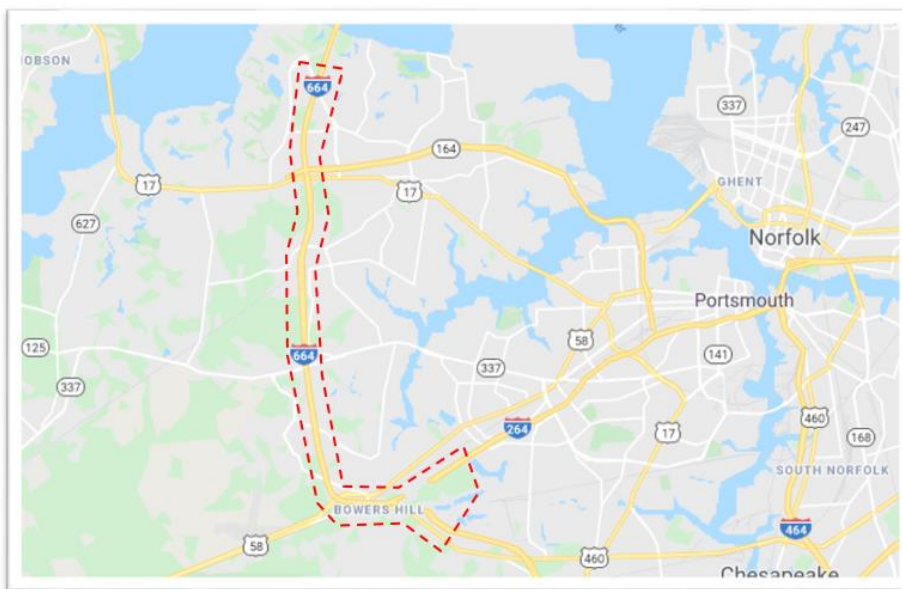 OBSON
664
337
247
164
17
17
GHENT
627
Norfolk
Portsmouth
125
664
58
141
337
337
264
460
17
168
SOUTH NORFOLK
BOWERS HILL
464
58
460
Chesapeake